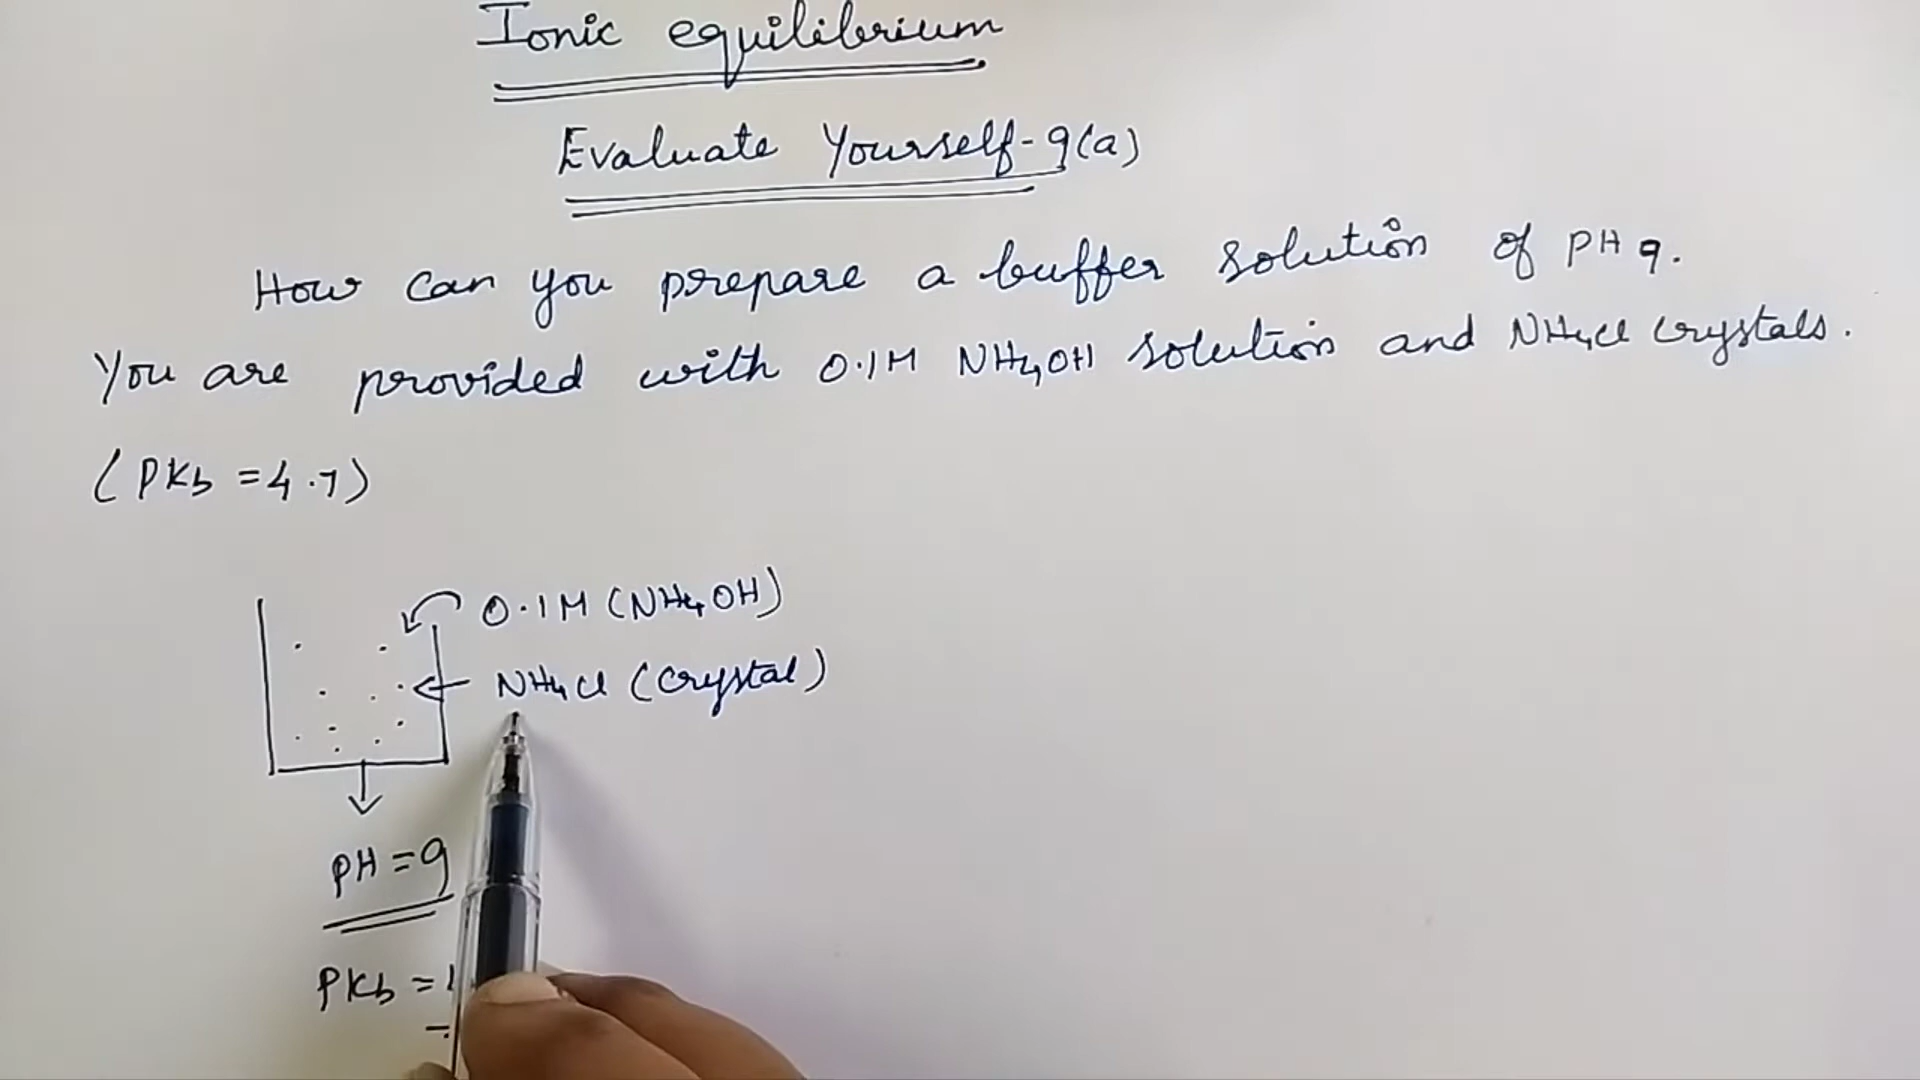 Ionic equilibrium
Evaluate Yourself-9(a)
How can you prepare a buffer solution of PH 9.
You are provided with 0.1M NH4OH solution and NH4Cl crystals.
(PKb = 4.7)
0.1M (NH4OH)
NH4Cl (crystal)
PH = 9
PKb =